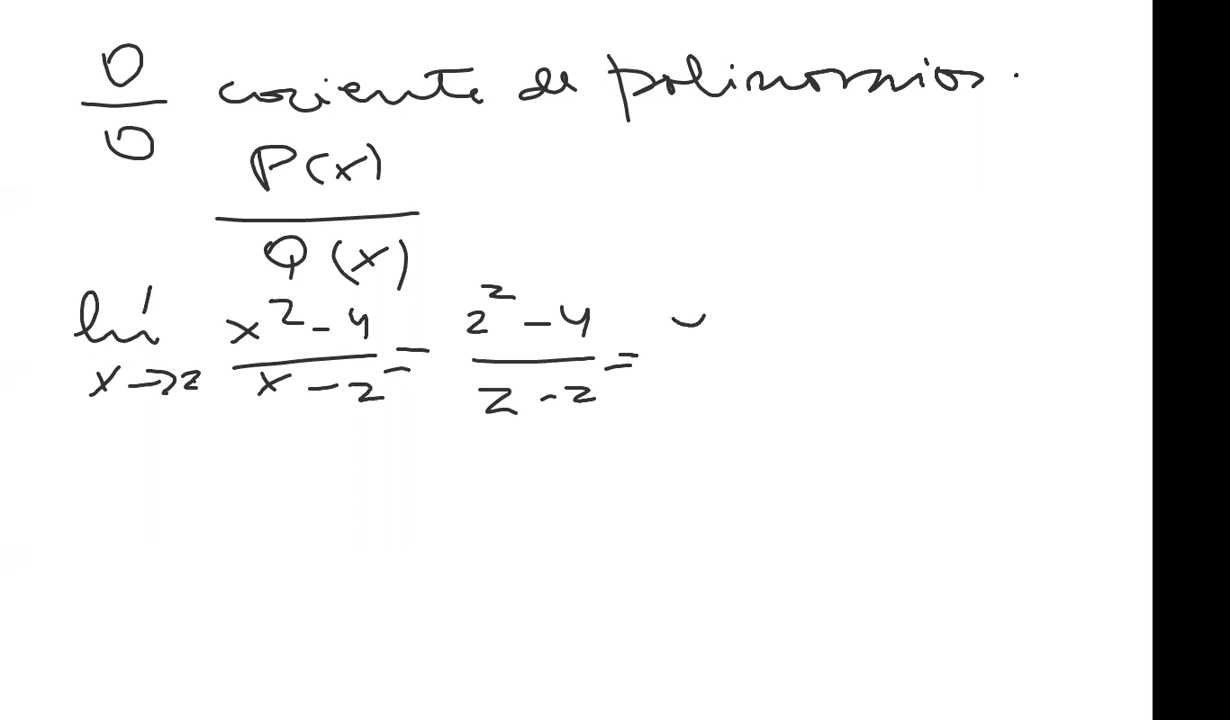 0/0 cociente de polinomios.
P(x)/Q(x)
lím x→2 x²-4/x-2 = 2²-4/2-2 =